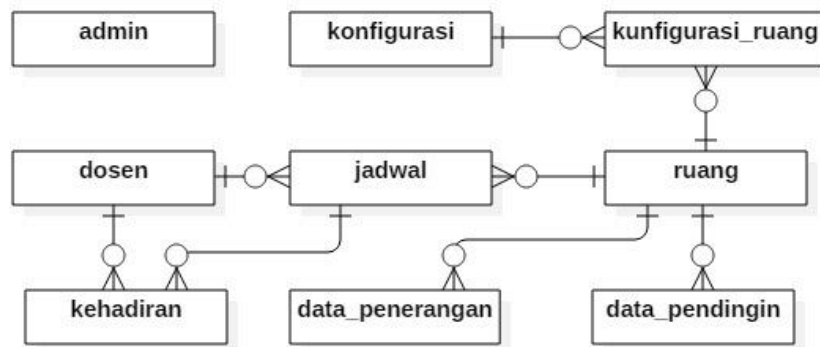 admin
konfigurasi
kunfigurasi_ruang
dosen
jadwal
ruang
kehadiran
data_penerangan
data_pendingin